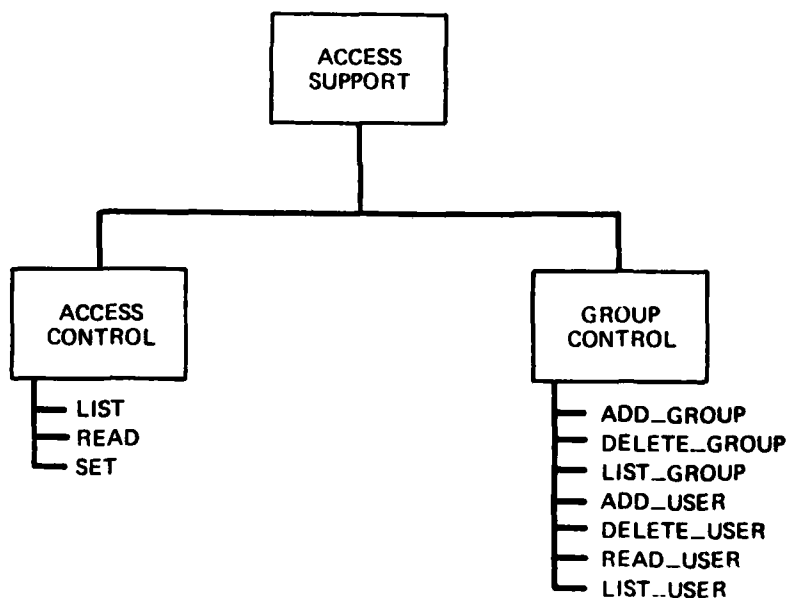 ACCESS
SUPPORT
ACCESS
CONTROL
LIST
READ
SET
GROUP
CONTROL
ADD_GROUP
DELETE_GROUP
LIST_GROUP
ADD_USER
DELETE_USER
READ_USER
LIST_USER